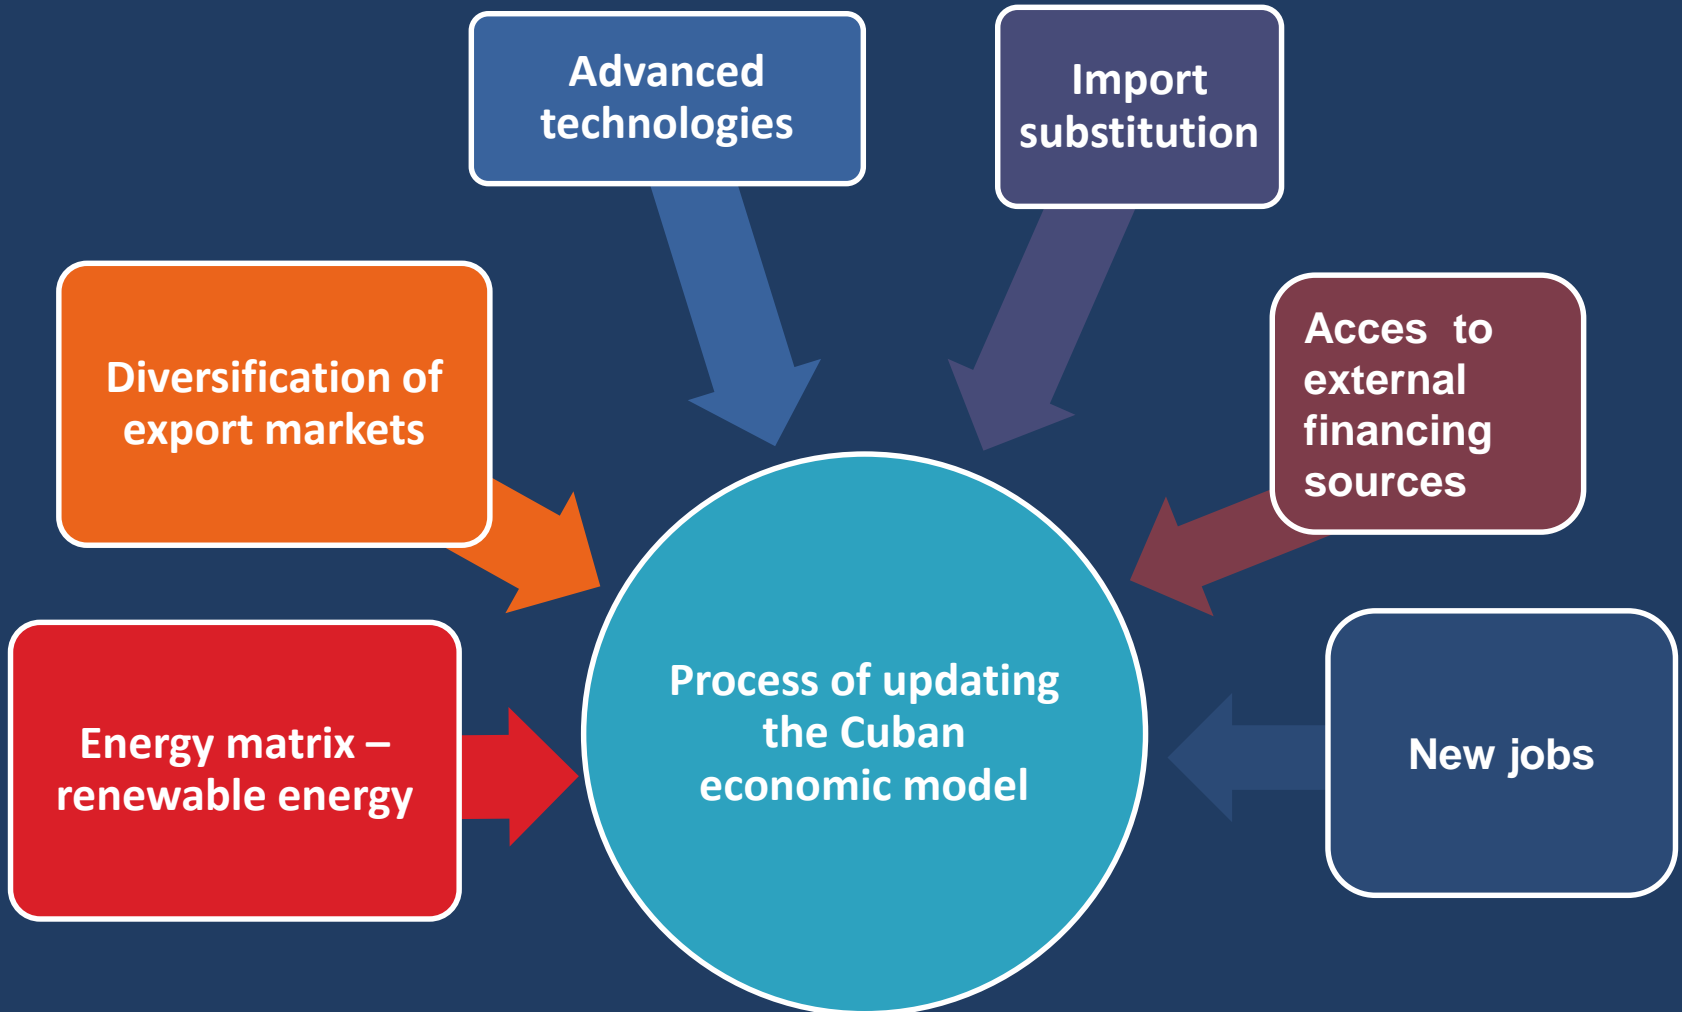 Advanced
technologies
Import
substitution
Diversification of
export markets
Acces to
external
financing
sources
Energy matrix –
renewable energy
Process of updating
the Cuban
economic model
New jobs